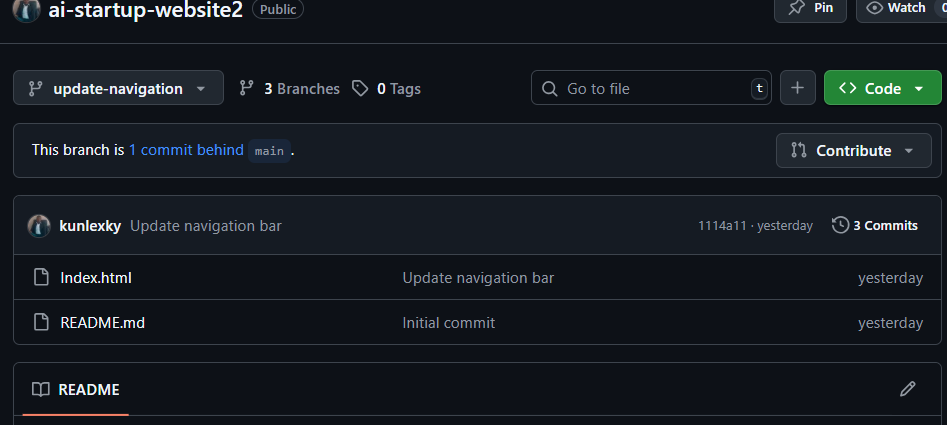 ai-startup-website2 Public Pin Watch 0
update-navigation 3 Branches 0 Tags Go to file t Code
This branch is 1 commit behind main . Contribute
kunlexky Update navigation bar 1114a11 · yesterday 3 Commits
Index.html Update navigation bar yesterday
README.md Initial commit yesterday
README